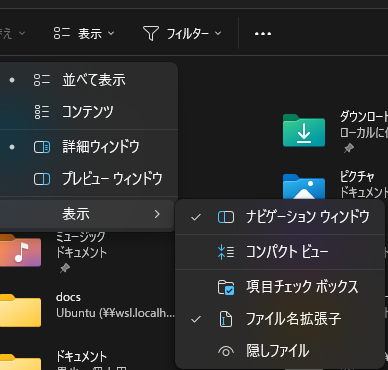 表示
フィルター
並べて表示
コンテンツ
詳細ウィンドウ
プレビュー ウィンドウ
表示
ナビゲーション ウィンドウ
コンパクト ビュー
項目チェック ボックス
ファイル名拡張子
隠しファイル
ダウンロード
ローカルに
ピクチャ
ドキュメント
ミュージック
ドキュメント
docs
Ubuntu (¥¥wsl.localh...
ドキュメント